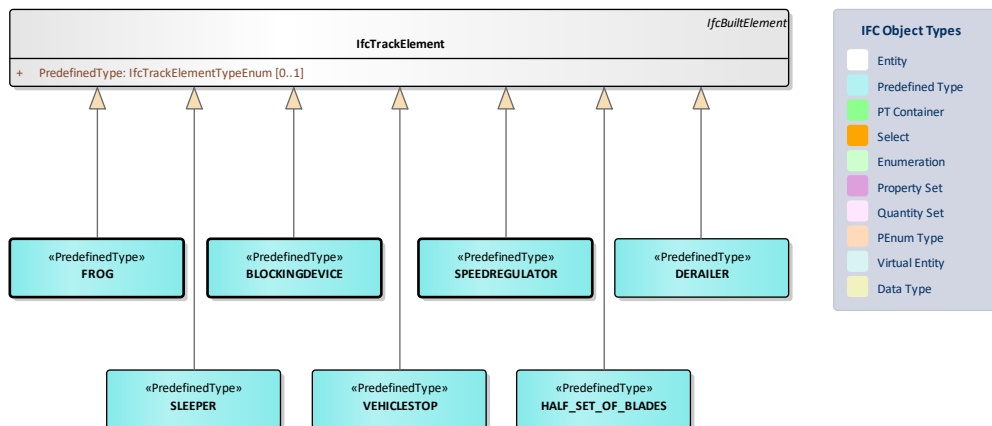 IfcBuiltElement
IfcTrackElement
+ PredefinedType: IfcTrackElementTypeEnum [0..1]
«PredefinedType»
FROG
«PredefinedType»
BLOCKINGDEVICE
«PredefinedType»
SPEEDREGULATOR
«PredefinedType»
DERAILER
«PredefinedType»
SLEEPER
«PredefinedType»
VEHICLESTOP
«PredefinedType»
HALF_SET_OF_BLADES
IFC Object Types
Entity
Predefined Type
PT Container
Select
Enumeration
Property Set
Quantity Set
PEnum Type
Virtual Entity
Data Type